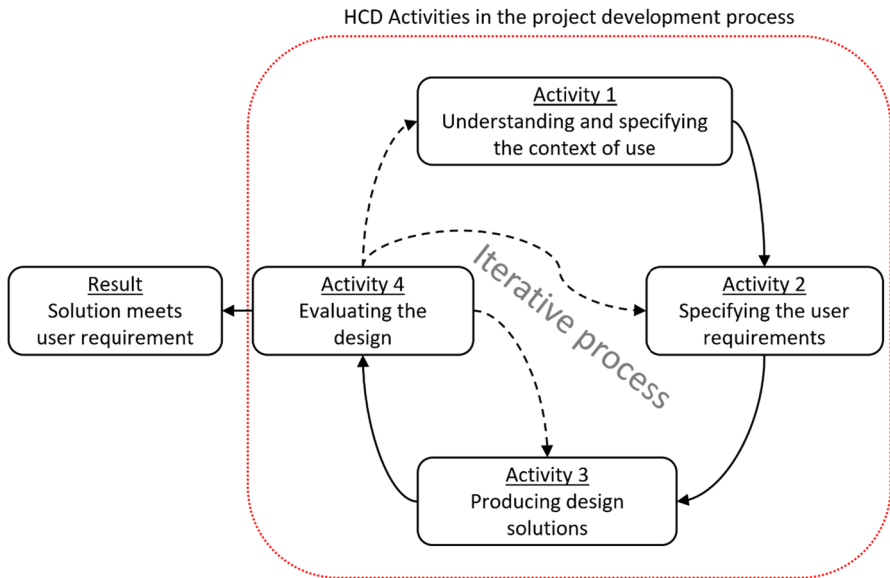 HCD Activities in the project development process
Activity 1
Understanding and specifying
the context of use
Result
Solution meets
user requirement
Activity 4
Evaluating the
design
Iterative process
Activity 2
Specifying the user
requirements
Activity 3
Producing design
solutions